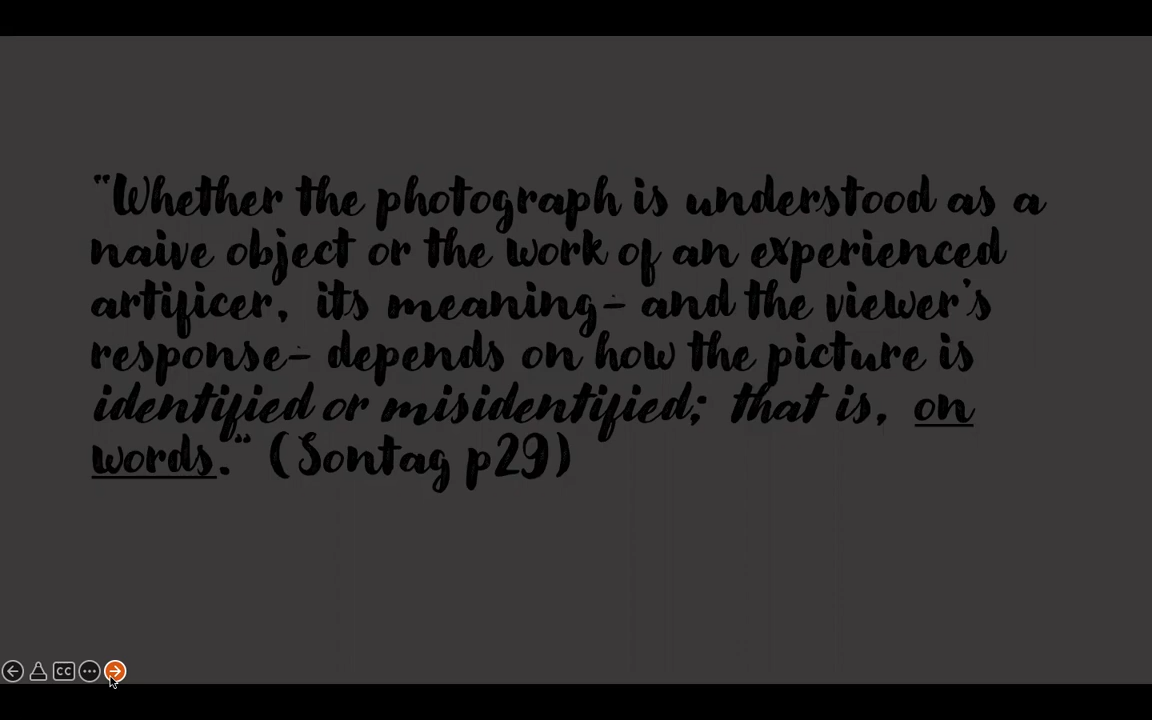 “Whether the photograph is understood as a
naive object or the work of an experienced
artificer, its meaning- and the viewer's
response- depends on how the picture is
identified or misidentified; that is, on
words.” (Sontag p29)
CC